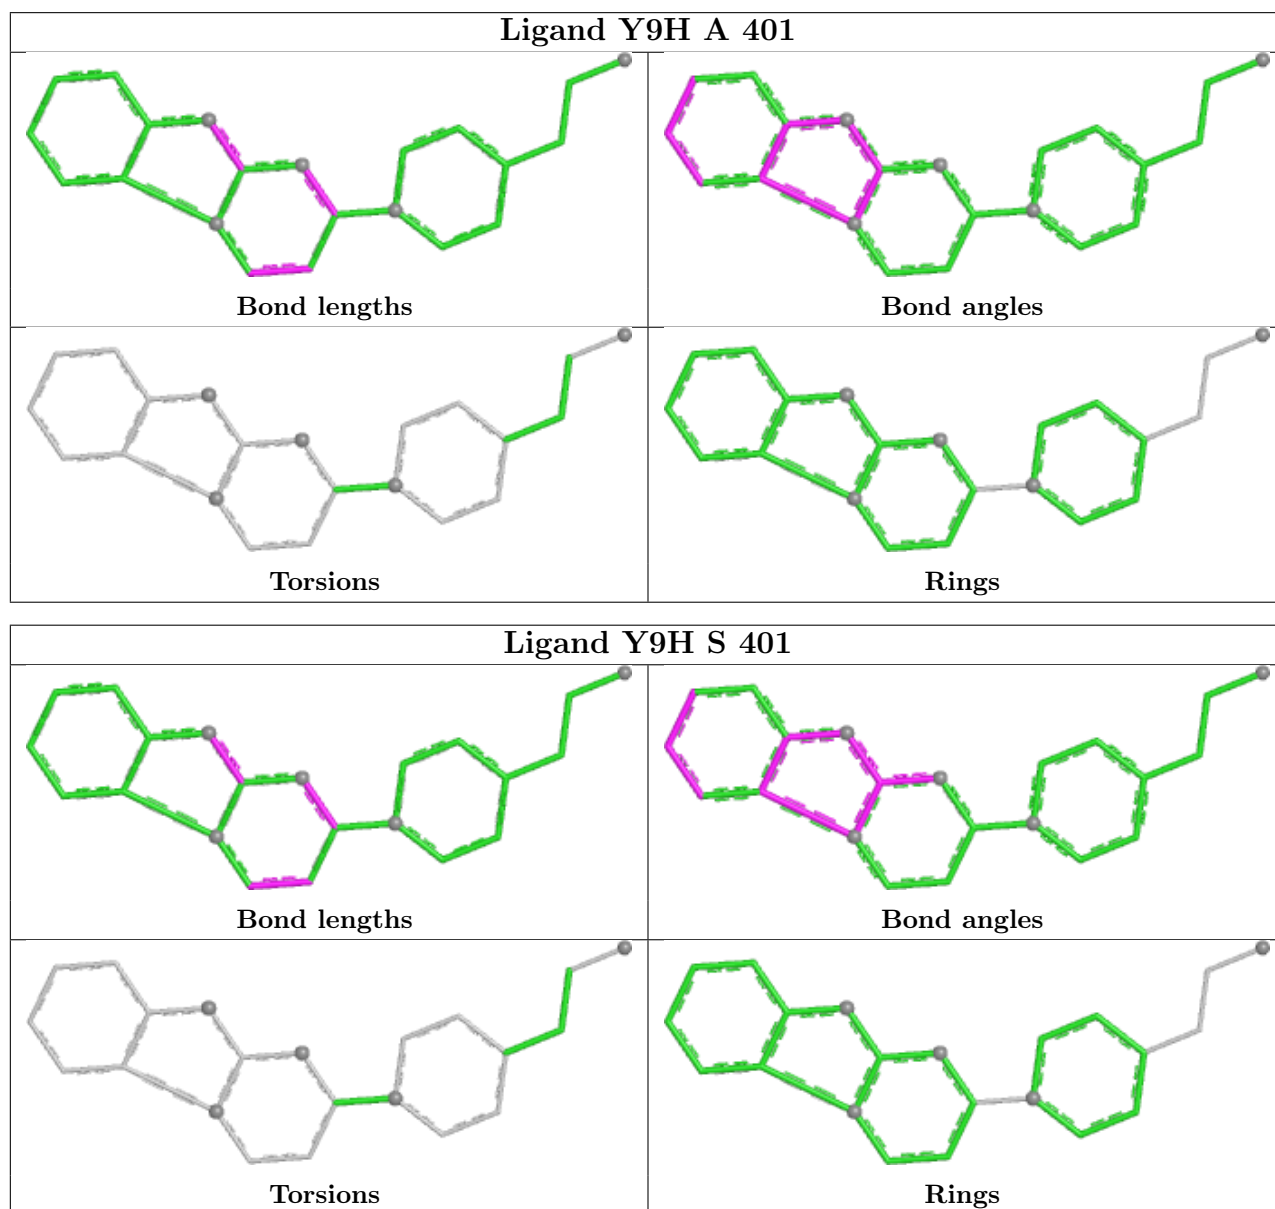 Ligand Y9H A 401
Bond lengths
Bond angles
Torsions
Rings
Ligand Y9H S 401
Bond lengths
Bond angles
Torsions
Rings